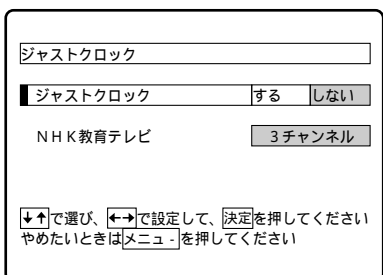 ジャストクロック
ジャストクロック する しない
NHK教育テレビ 3チャンネル
↓↑で選び、←→で設定して、決定を押してください
やめたいときはメニュ-を押してください